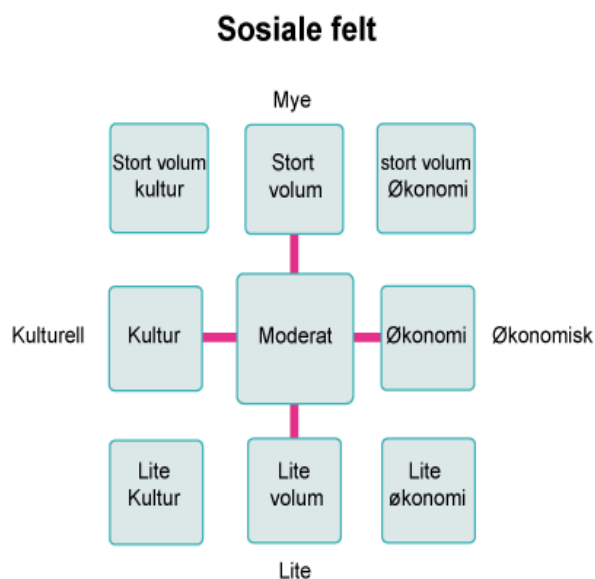 Sosiale felt
Mye
Stort volum
kultur
Stort
volum
stort volum
Økonomi
Kulturell
Kultur
Moderat
Økonomi
Økonomisk
Lite
Kultur
Lite
volum
Lite
økonomi
Lite